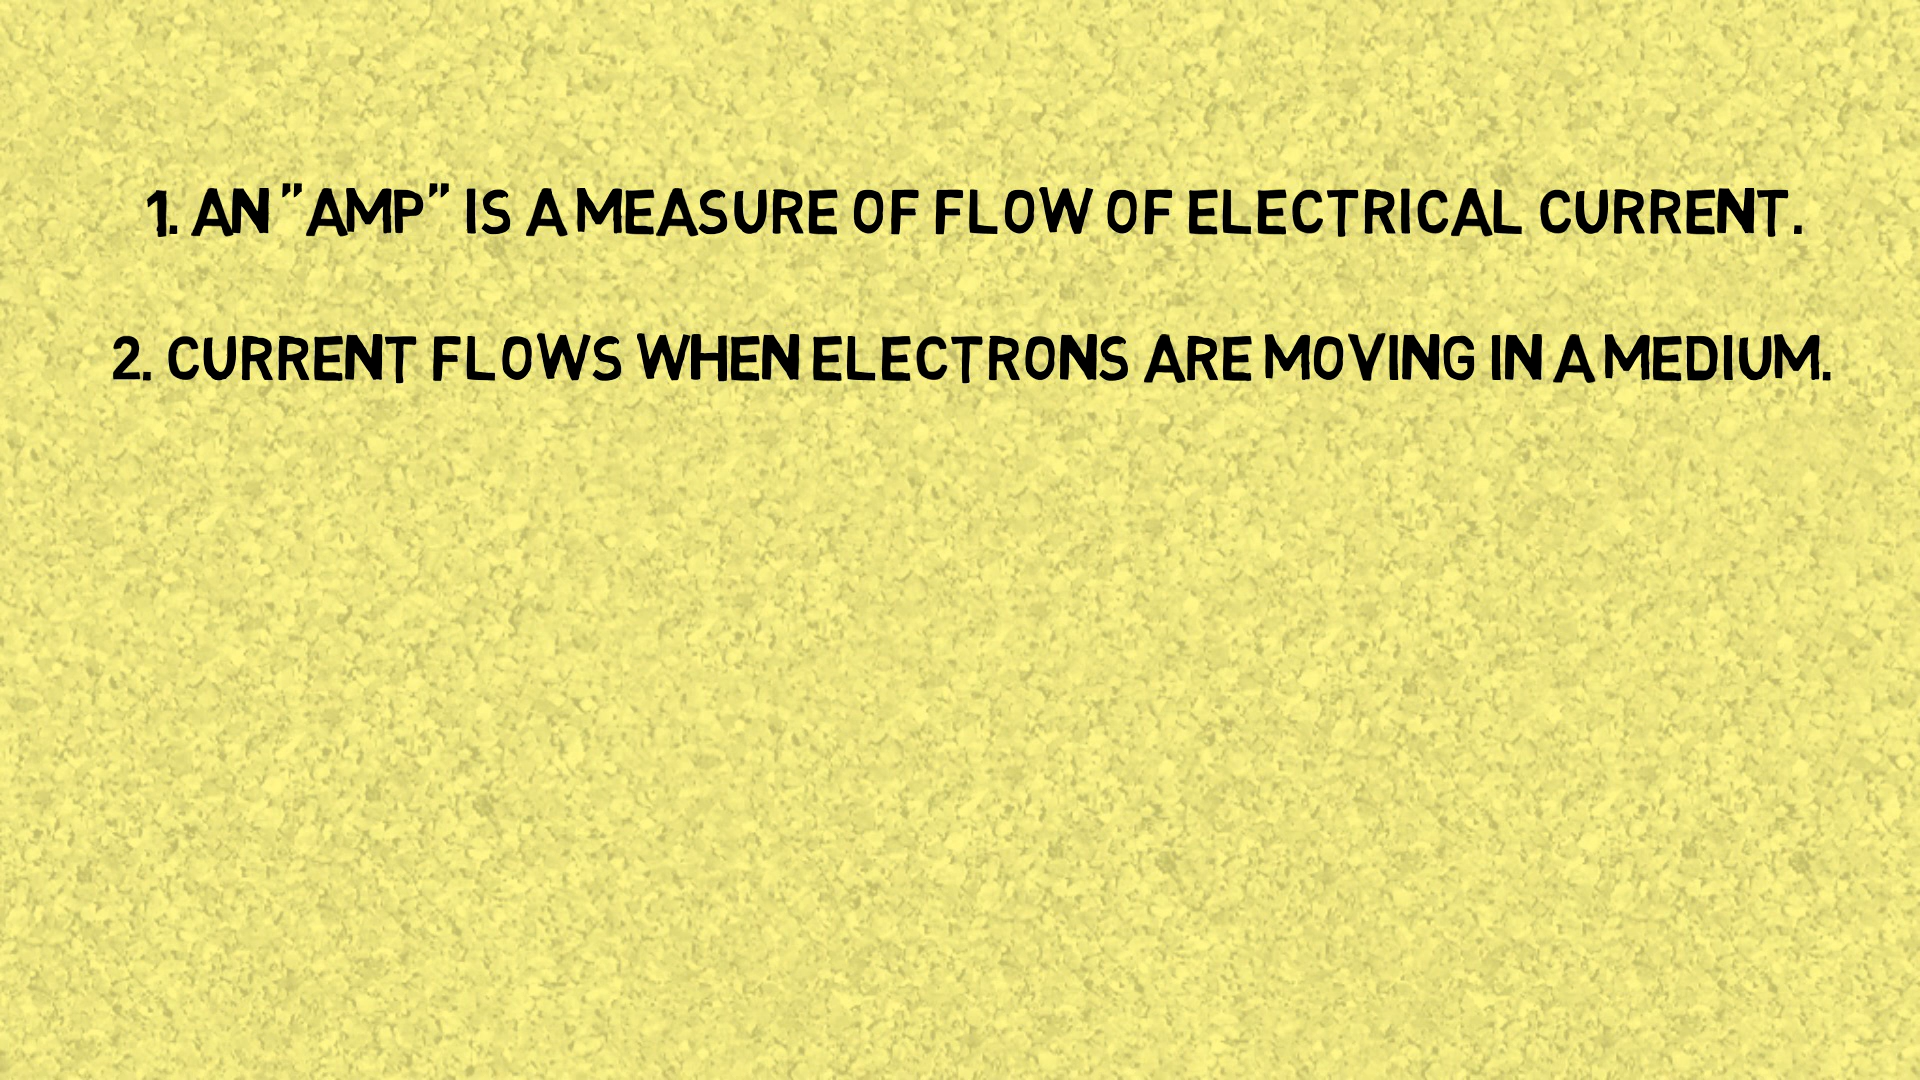 1. AN "AMP" IS A MEASURE OF FLOW OF ELECTRICAL CURRENT.
2. CURRENT FLOWS WHEN ELECTRONS ARE MOVING IN A MEDIUM.